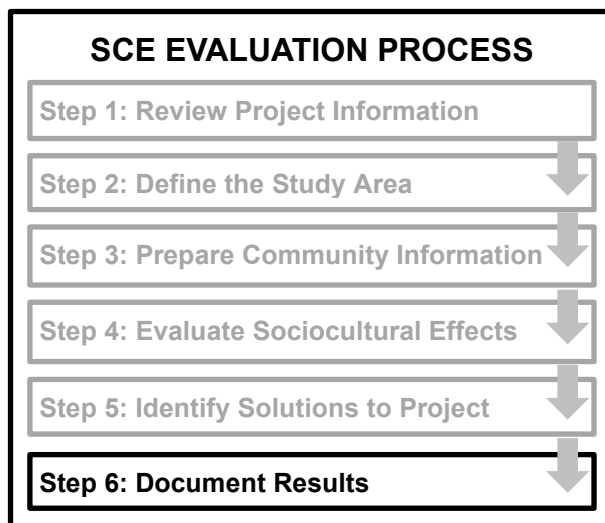 SCE EVALUATION PROCESS
Step 1: Review Project Information
Step 2: Define the Study Area
Step 3: Prepare Community Information
Step 4: Evaluate Sociocultural Effects
Step 5: Identify Solutions to Project
Step 6: Document Results